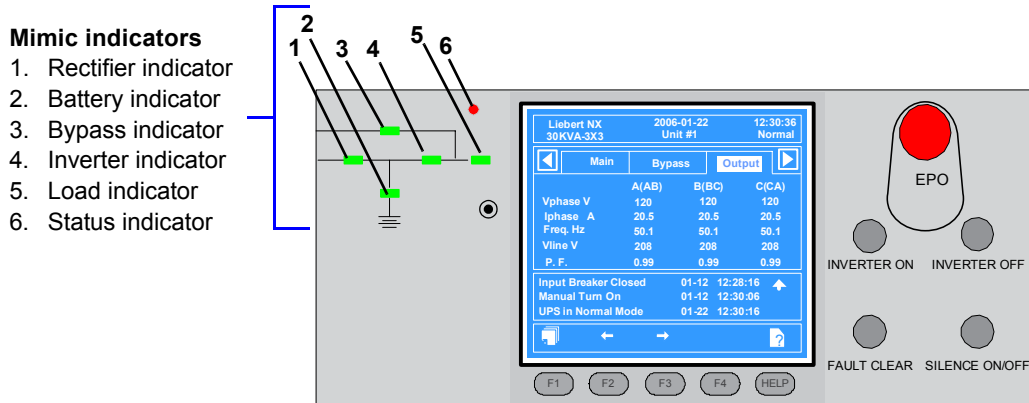 Mimic indicators
1. Rectifier indicator
2. Battery indicator
3. Bypass indicator
4. Inverter indicator
5. Load indicator
6. Status indicator
1
2
3
4
5
6
Liebert NX 2006-01-22 12:30:36
30KVA-3X3 Unit #1 Normal
Main Bypass Output
A(AB) B(BC) C(CA)
Vphase V 120 120 120
Iphase A 20.5 20.5 20.5
Freq. Hz 50.1 50.1 50.1
Vline V 208 208 208
P. F. 0.99 0.99 0.99
Input Breaker Closed 01-12 12:28:16
Manual Turn On 01-12 12:30:06
UPS in Normal Mode 01-22 12:30:16
?
F1 F2 F3 F4 HELP
EPO
INVERTER ON INVERTER OFF
FAULT CLEAR SILENCE ON/OFF